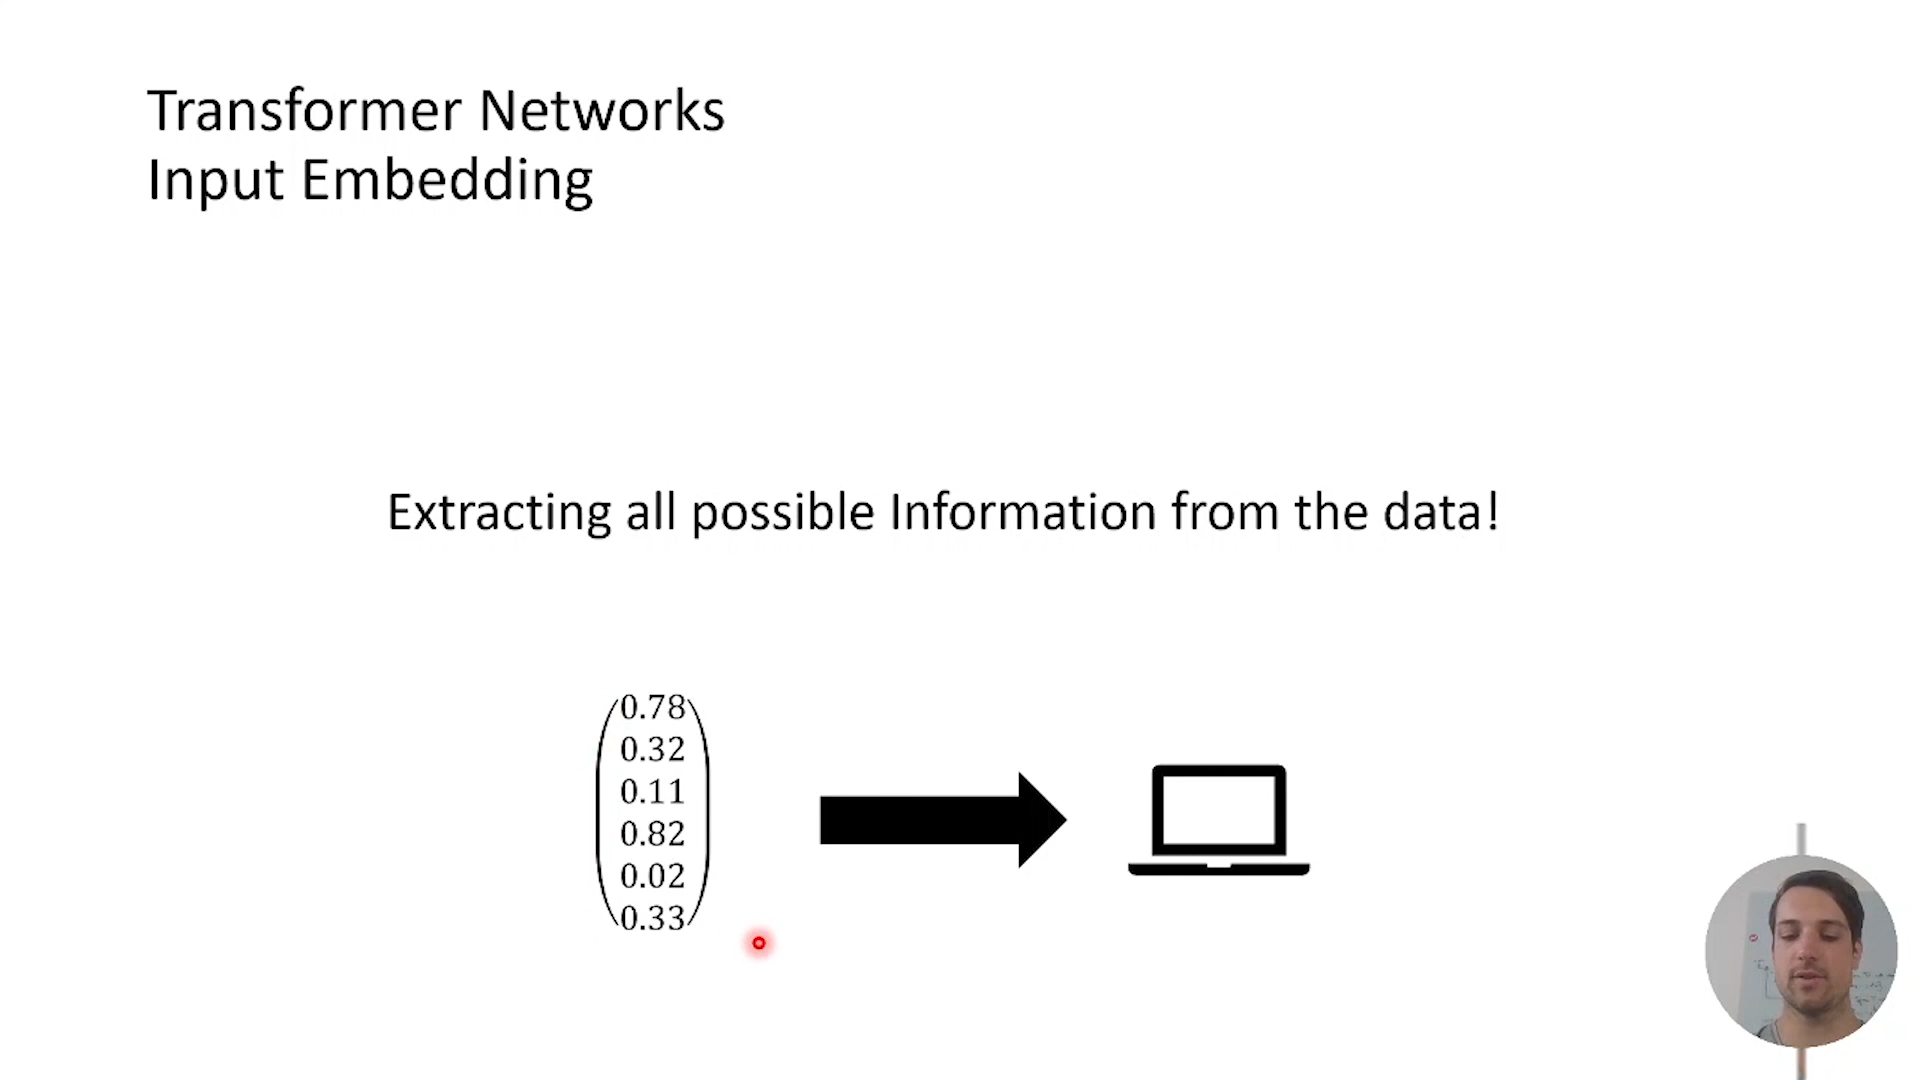 Transformer Networks
Input Embedding
Extracting all possible Information from the data!
0.78
0.32
0.11
0.82
0.02
0.33